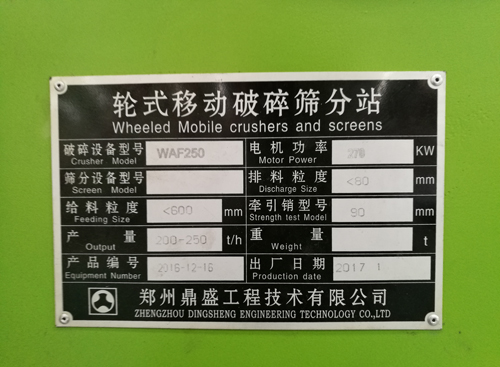 轮式移动破碎筛分站
Wheeled Mobile crushers and screens
破碎设备型号 WAF250 电机功率 KW
Crusher Model Motor Power
筛分设备型号 排料粒度 <80 mm
Screen Model Discharge Size
给料粒度 <600 mm 牵引销型号 90 mm
Feeding Size Strength test Model
产量 200-250 t/h 重量 t
Output Weight
产品编号 2016-12-16 出厂日期 2017 1
Equipment Number Production date
郑州鼎盛工程技术有限公司
ZHENGZHOU DINGSHENG ENGINEERING TECHNOLOGY CO.,LTD